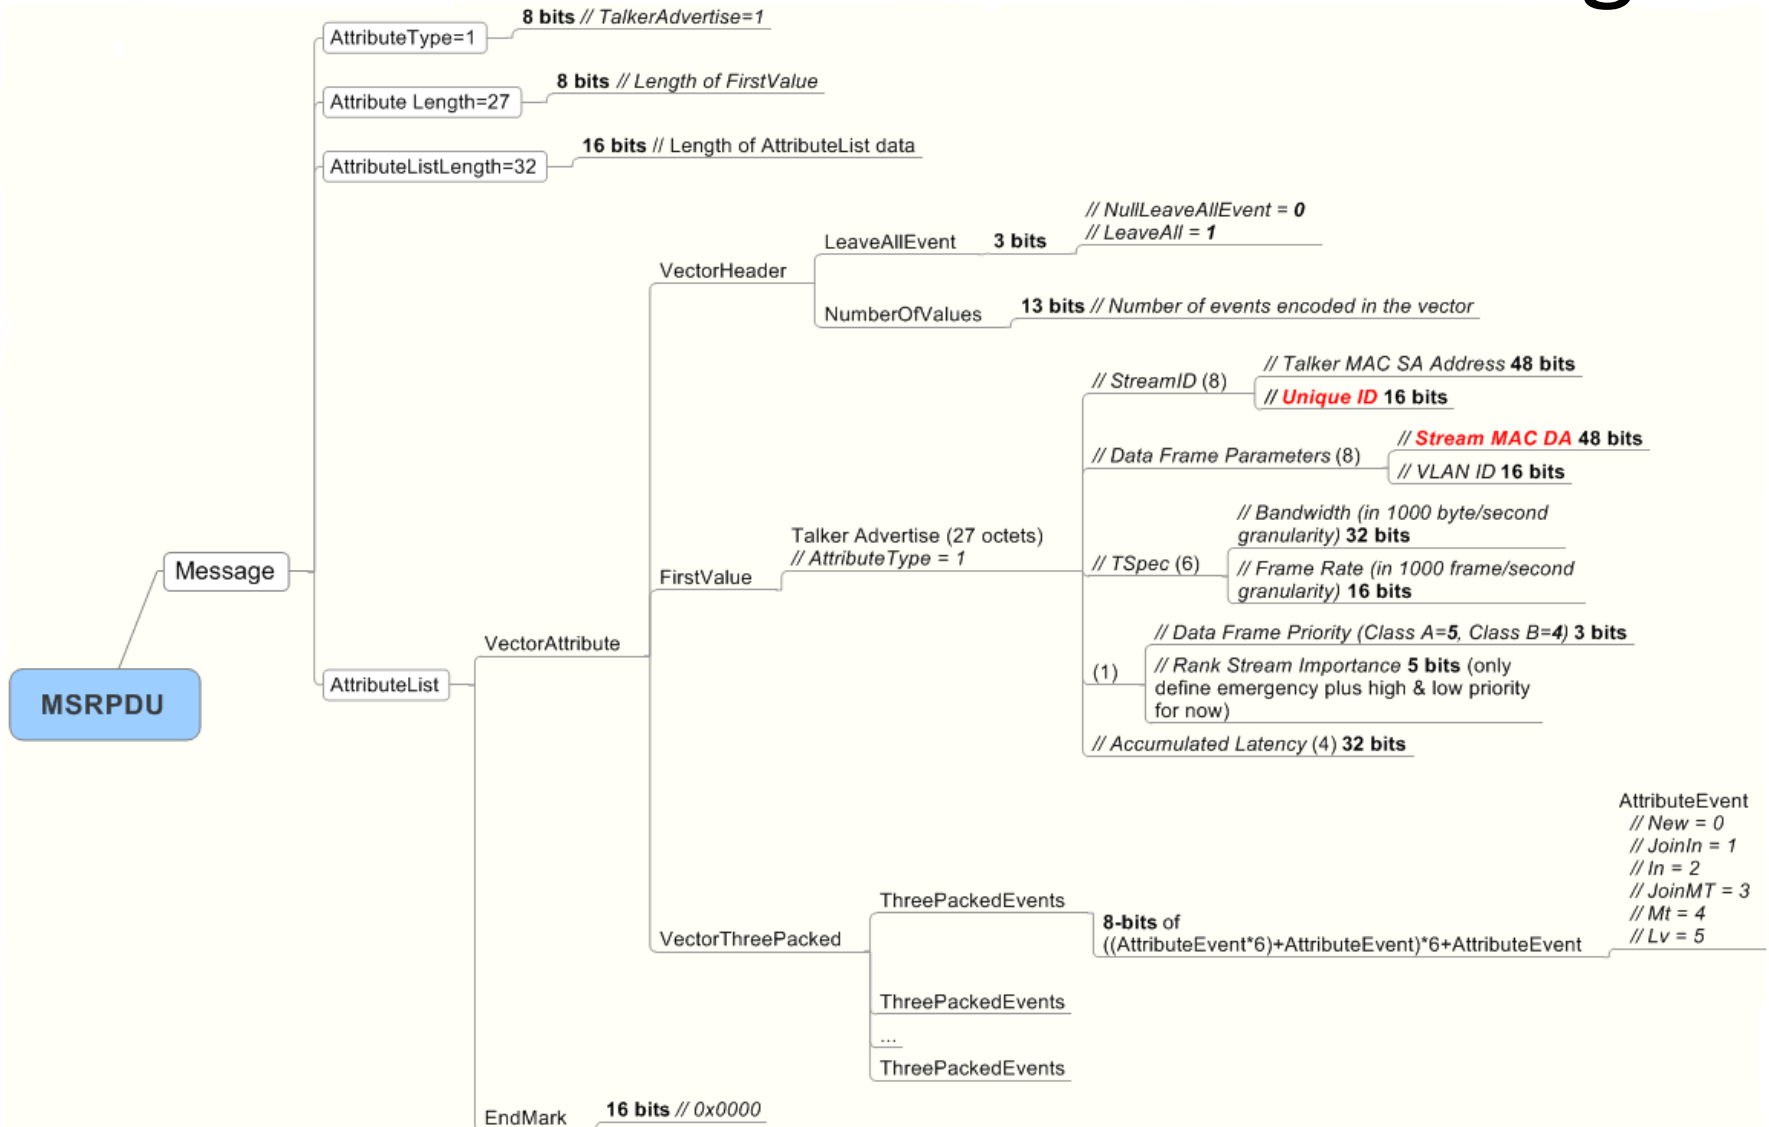 g
8 bits // TalkerAdvertise=1
AttributeType=1
8 bits // Length of FirstValue
Attribute Length=27
16 bits // Length of AttributeList data
AttributeListLength=32
// NullLeaveAllEvent = 0
// LeaveAll = 1
LeaveAllEvent
3 bits
VectorHeader
NumberOfValues
13 bits // Number of events encoded in the vector
// StreamID (8)
// Talker MAC SA Address 48 bits
// Unique ID 16 bits
// Data Frame Parameters (8)
// Stream MAC DA 48 bits
// VLAN ID 16 bits
Talker Advertise (27 octets)
// AttributeType = 1
FirstValue
// TSpec (6)
// Bandwidth (in 1000 byte/second
granularity) 32 bits
// Frame Rate (in 1000 frame/second
granularity) 16 bits
Message
(1)
// Data Frame Priority (Class A=5, Class B=4) 3 bits
// Rank Stream Importance 5 bits (only
define emergency plus high & low priority
for now)
// Accumulated Latency (4) 32 bits
VectorAttribute
AttributeList
MSRPDU
VectorThreePacked
ThreePackedEvents
8-bits of
((AttributeEvent*6)+AttributeEvent)*6+AttributeEvent
AttributeEvent
// New = 0
// JoinIn = 1
// In = 2
// JoinMT = 3
// Mt = 4
// Lv = 5
ThreePackedEvents
...
ThreePackedEvents
EndMark
16 bits // 0x0000